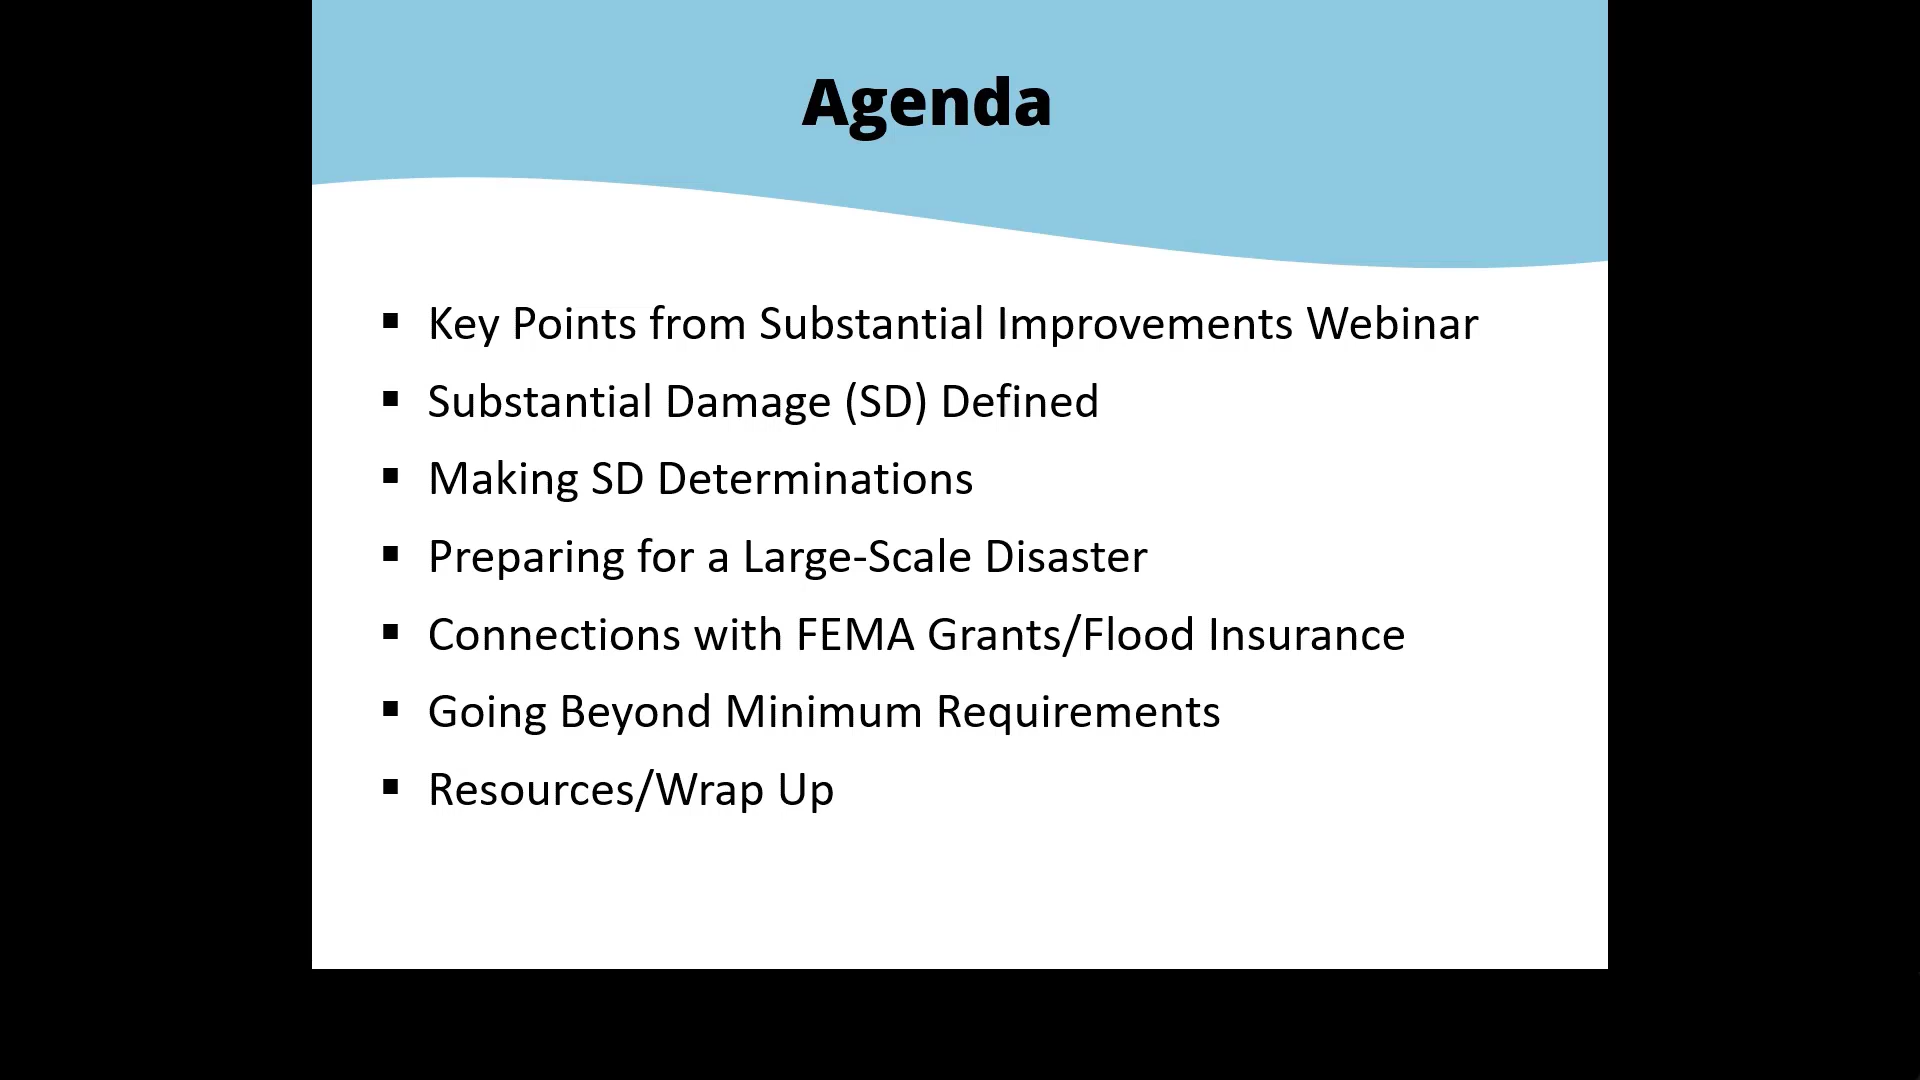 Agenda
▪ Key Points from Substantial Improvements Webinar
▪ Substantial Damage (SD) Defined
▪ Making SD Determinations
▪ Preparing for a Large-Scale Disaster
▪ Connections with FEMA Grants/Flood Insurance
▪ Going Beyond Minimum Requirements
▪ Resources/Wrap Up